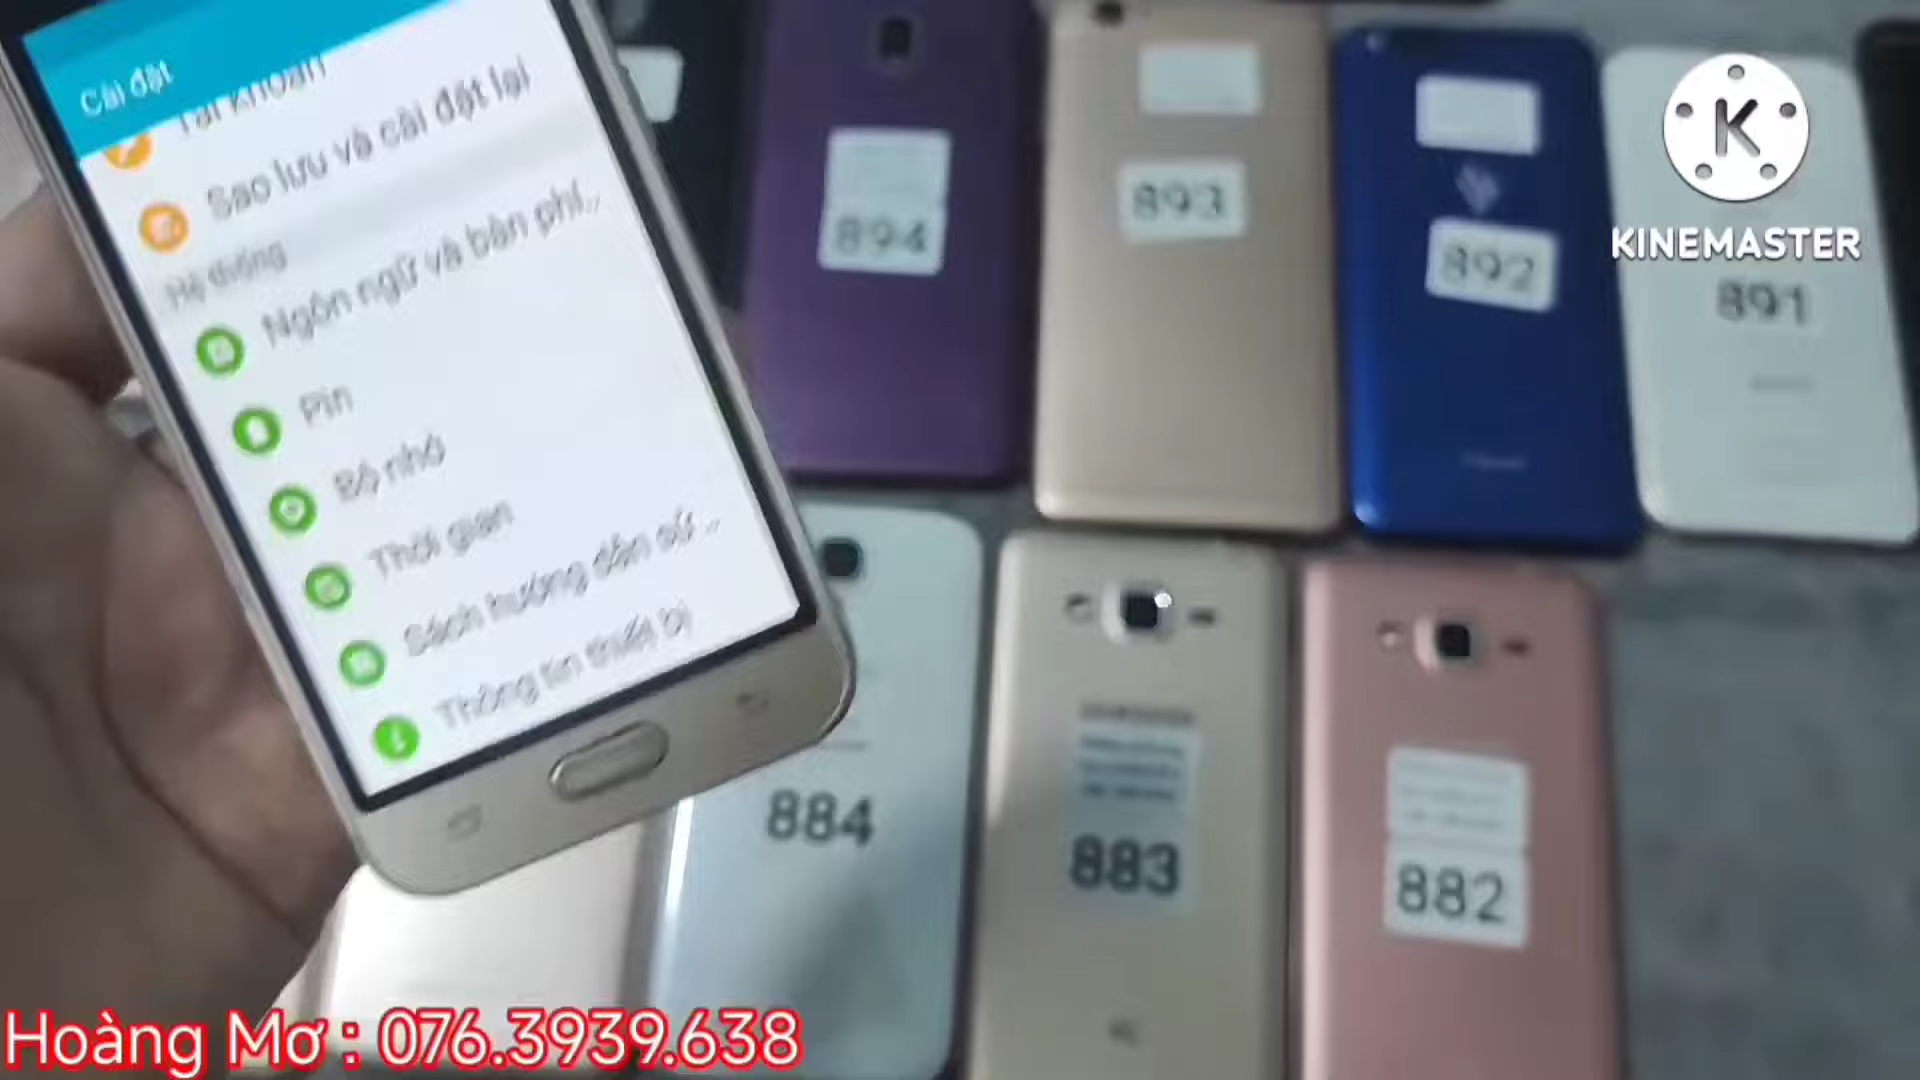 Cài đặt
Tài khoản
Sao lưu và cài đặt lại
Hệ thống
Ngôn ngữ và bàn phí...
Pin
Bộ nhớ
Thời gian
Sách hướng dẫn sử ...
Thông tin thiết bị
894
893
892
891
KINEMASTER
884
SAMSUNG
883
882
Hoàng Mơ : 076.3939.638